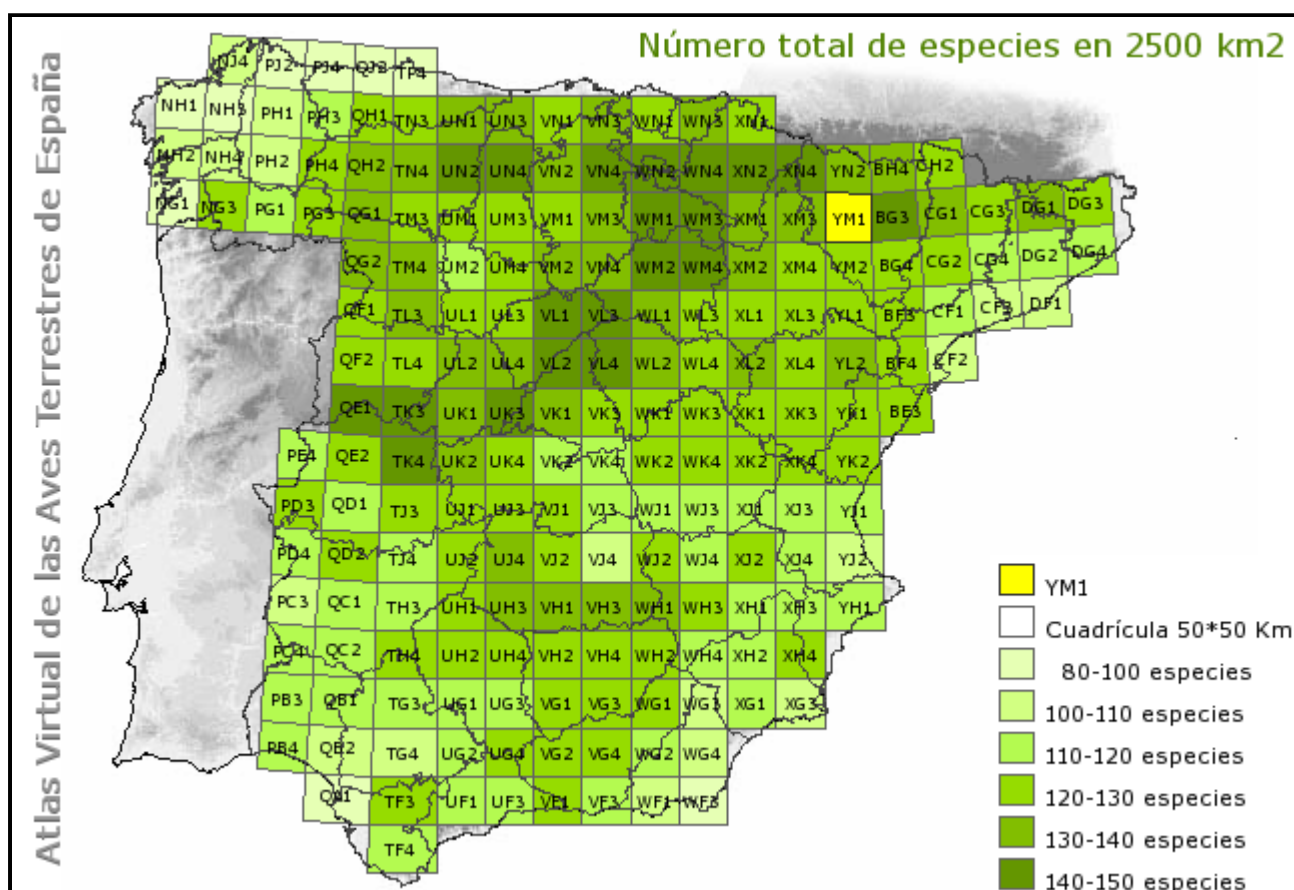 Número total de especies en 2500 km2
Atlas Virtual de las Aves Terrestres de España
NJ4 PJ2 PJ4 QJ2 TP4
NH1 NH3 PH1 PH3 QH1 TN3 UN1 UN3 VN1 VN3 WN1 WN3 XN1
NH2 NH4 PH2 PH4 QH2 TN4 UN2 UN4 VN2 VN4 WN2 WN4 XN2 XN4 YN2 BH4 CH2
NG1 NG3 PG1 PG3 QG1 TM3 UM1 UM3 VM1 VM3 WM1 WM3 XM1 XM3 YM1 BG3 CG1 CG3 DG1 DG3
QG2 TM4 UM2 UM4 VM2 VN4 WM2 WM4 XM2 XM4 YM2 BG4 CG2 CG4 DG2 DG4
QF1 TL3 UL1 UL3 VL1 VL3 WL1 WL3 XL1 XL3 YL1 BF3 CF1 CF3 DF1
QF2 TL4 UL2 UL4 VL2 VL4 WL2 WL4 XL2 XL4 YL2 BF4 CF2
QE1 TK3 UK1 UK3 VK1 VK3 WK1 WK3 XK1 XK3 YK1 BE3
PE4 QE2 TK4 UK2 UK4 VK2 VK4 WK2 WK4 XK2 XK4 YK2
PD3 QD1 TJ3 UJ1 UJ3 VJ1 VJ3 WJ1 WJ3 XJ1 XJ3 YJ1
PD4 QD2 TJ4 UJ2 UJ4 VJ2 VJ4 WJ2 WJ4 XJ2 XJ4 YJ2
PC3 QC1 TH3 UH1 UH3 VH1 VH3 WH1 WH3 XH1 XH3 YH1
PC4 QC2 TH4 UH2 UH4 VH2 VH4 WH2 WH4 XH2 XH4
PB3 QB1 TG3 UG1 UG3 VG1 VG3 WG1 WG3 XG1 XG3
PB4 QB2 TG4 UG2 UG4 VG2 VG4 WG2 WG4
QA1 TF3 UF1 UF3 VF1 VF3 WF1 WF3
TF4
YM1
Cuadrícula 50*50 Km
80-100 especies
100-110 especies
110-120 especies
120-130 especies
130-140 especies
140-150 especies